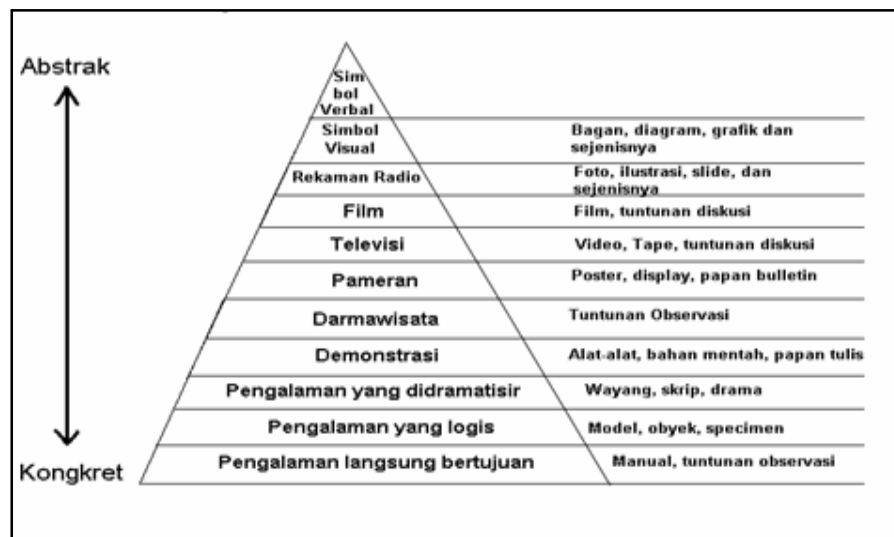 Abstrak
Sim
bol
Verbal
Simbol
Visual
Bagan, diagram, grafik dan
sejenisnya
Rekaman Radio
Foto, ilustrasi, slide, dan
sejenisnya
Film
Film, tuntunan diskusi
Televisi
Video, Tape, tuntunan diskusi
Pameran
Poster, display, papan bulletin
Darmawisata
Tuntunan Observasi
Demonstrasi
Alat-alat, bahan mentah, papan tulis
Pengalaman yang didramatisir
Wayang, skrip, drama
Pengalaman yang logis
Model, obyek, specimen
Pengalaman langsung bertujuan
Manual, tuntunan observasi
Kongkret